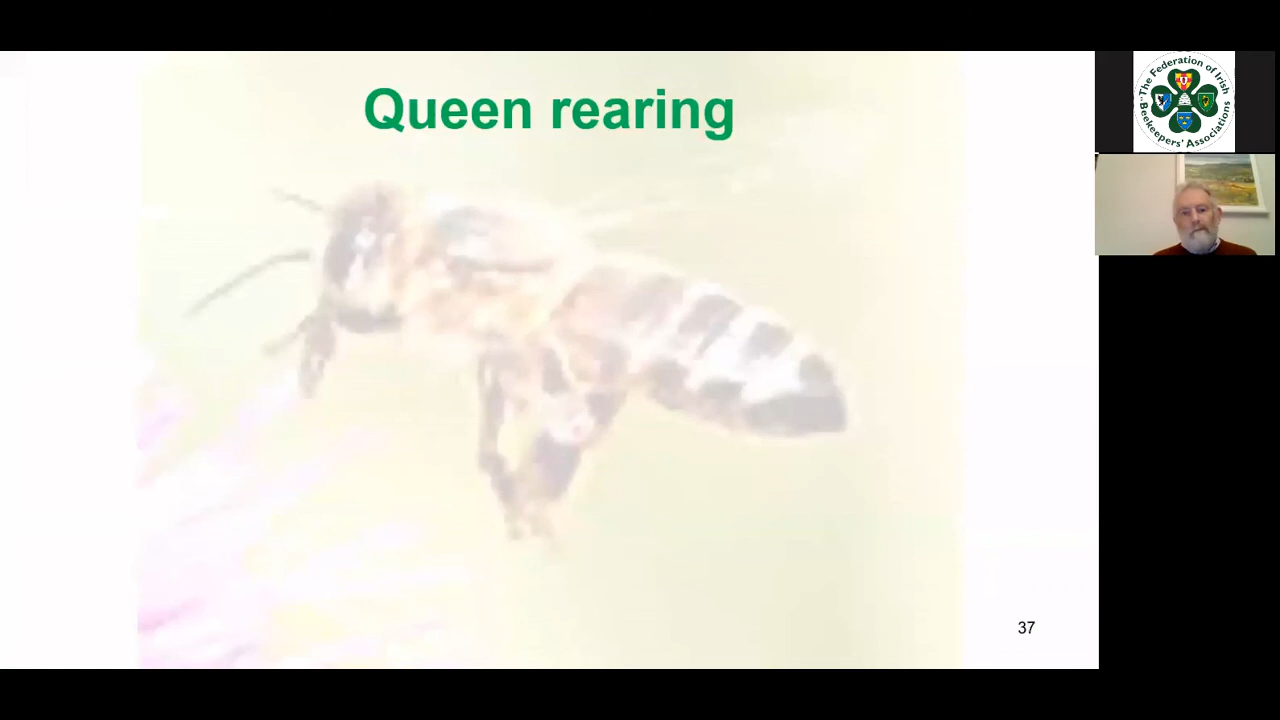 Queen rearing
37
"The Federation of Irish
Beekeepers' Associations"